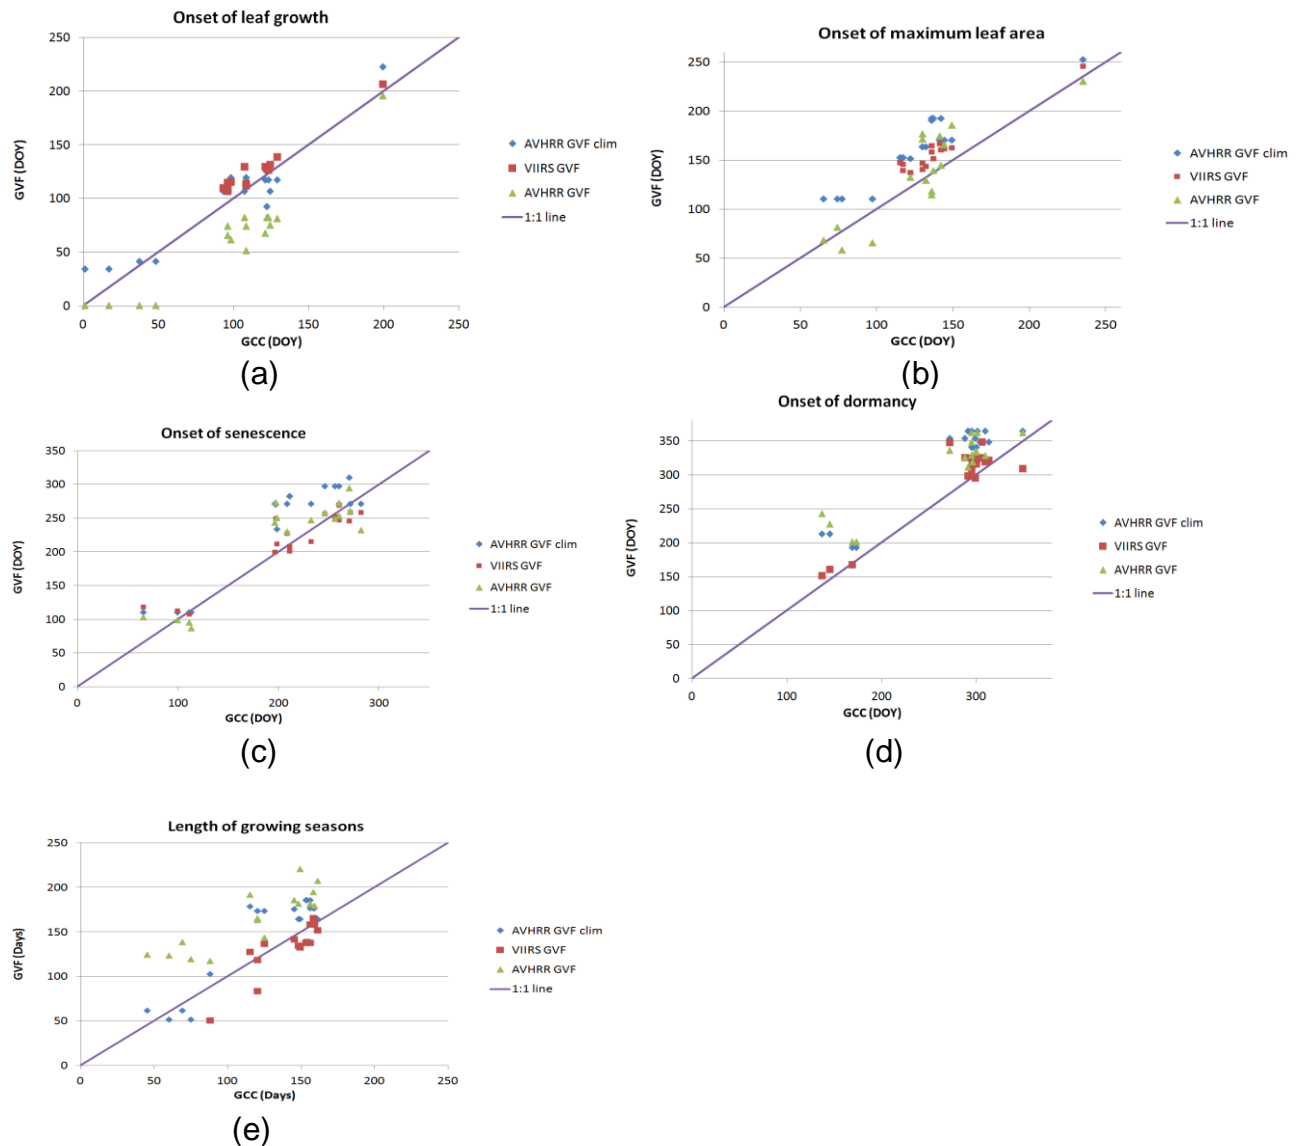 Onset of leaf growth
250
200
150
100
50
0
0 50 100 150 200 250
GVF (DOY)
GCC (DOY)
AVHRR GVF clim
VIIRS GVF
AVHRR GVF
1:1 line
(a)
Onset of maximum leaf area
250
200
150
100
50
0
0 50 100 150 200 250
GVF (DOY)
GCC (DOY)
AVHRR GVF clim
VIIRS GVF
AVHRR GVF
1:1 line
(b)
Onset of senescence
350
300
250
200
150
100
50
0
0 100 200 300
GVF (DOY)
GCC (DOY)
AVHRR GVF clim
VIIRS GVF
AVHRR GVF
1:1 line
(c)
Onset of dormancy
350
300
250
200
150
100
50
0
0 100 200 300
GVF (DOY)
GCC (DOY)
AVHRR GVF clim
VIIRS GVF
AVHRR GVF
1:1 line
(d)
Length of growing seasons
250
200
150
100
50
0
0 50 100 150 200 250
GVF (Days)
GCC (Days)
AVHRR GVF clim
VIIRS GVF
AVHRR GVF
1:1 line
(e)